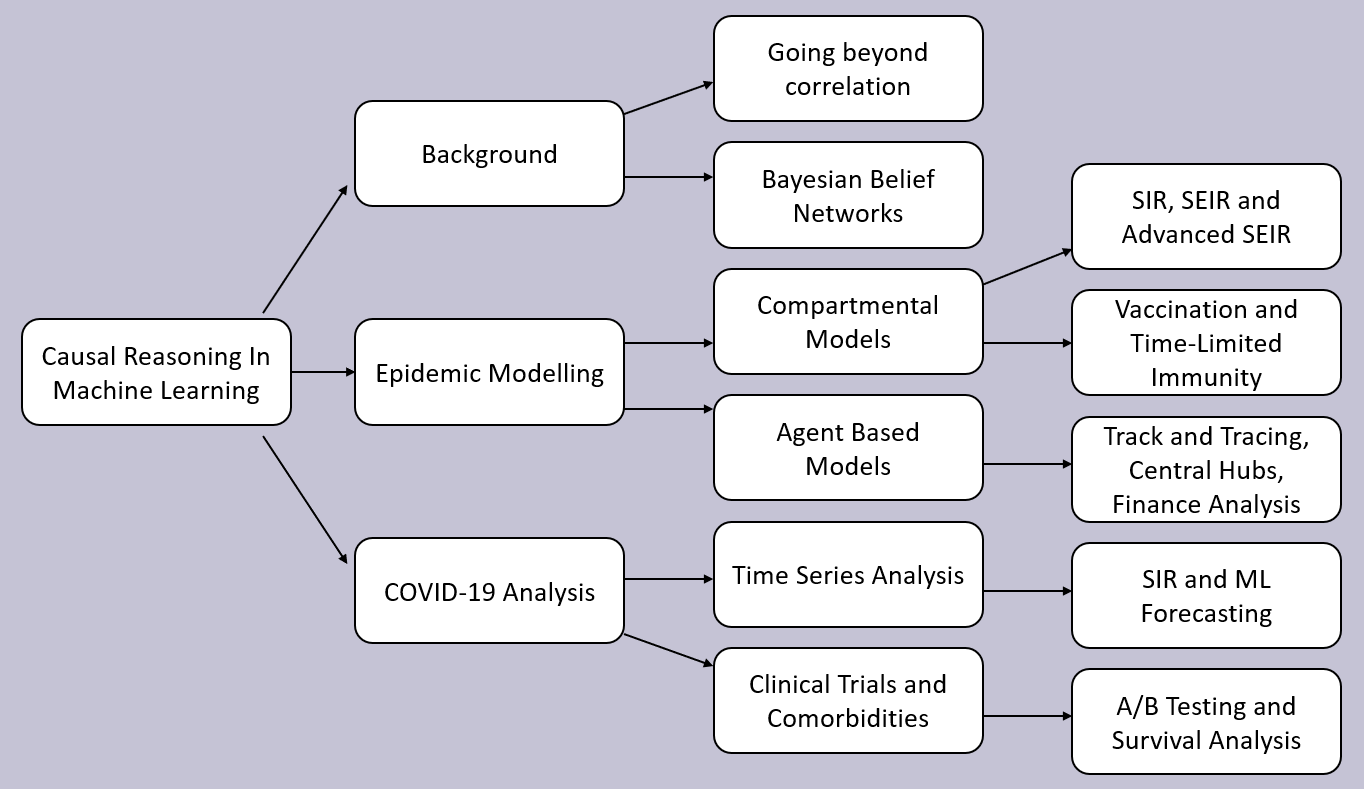 Causal Reasoning In
Machine Learning
Background
Epidemic Modelling
COVID-19 Analysis
Going beyond
correlation
Bayesian Belief
Networks
Compartmental
Models
Agent Based
Models
Time Series Analysis
Clinical Trials and
Comorbidities
SIR, SEIR and
Advanced SEIR
Vaccination and
Time-Limited
Immunity
Track and Tracing,
Central Hubs,
Finance Analysis
SIR and ML
Forecasting
A/B Testing and
Survival Analysis